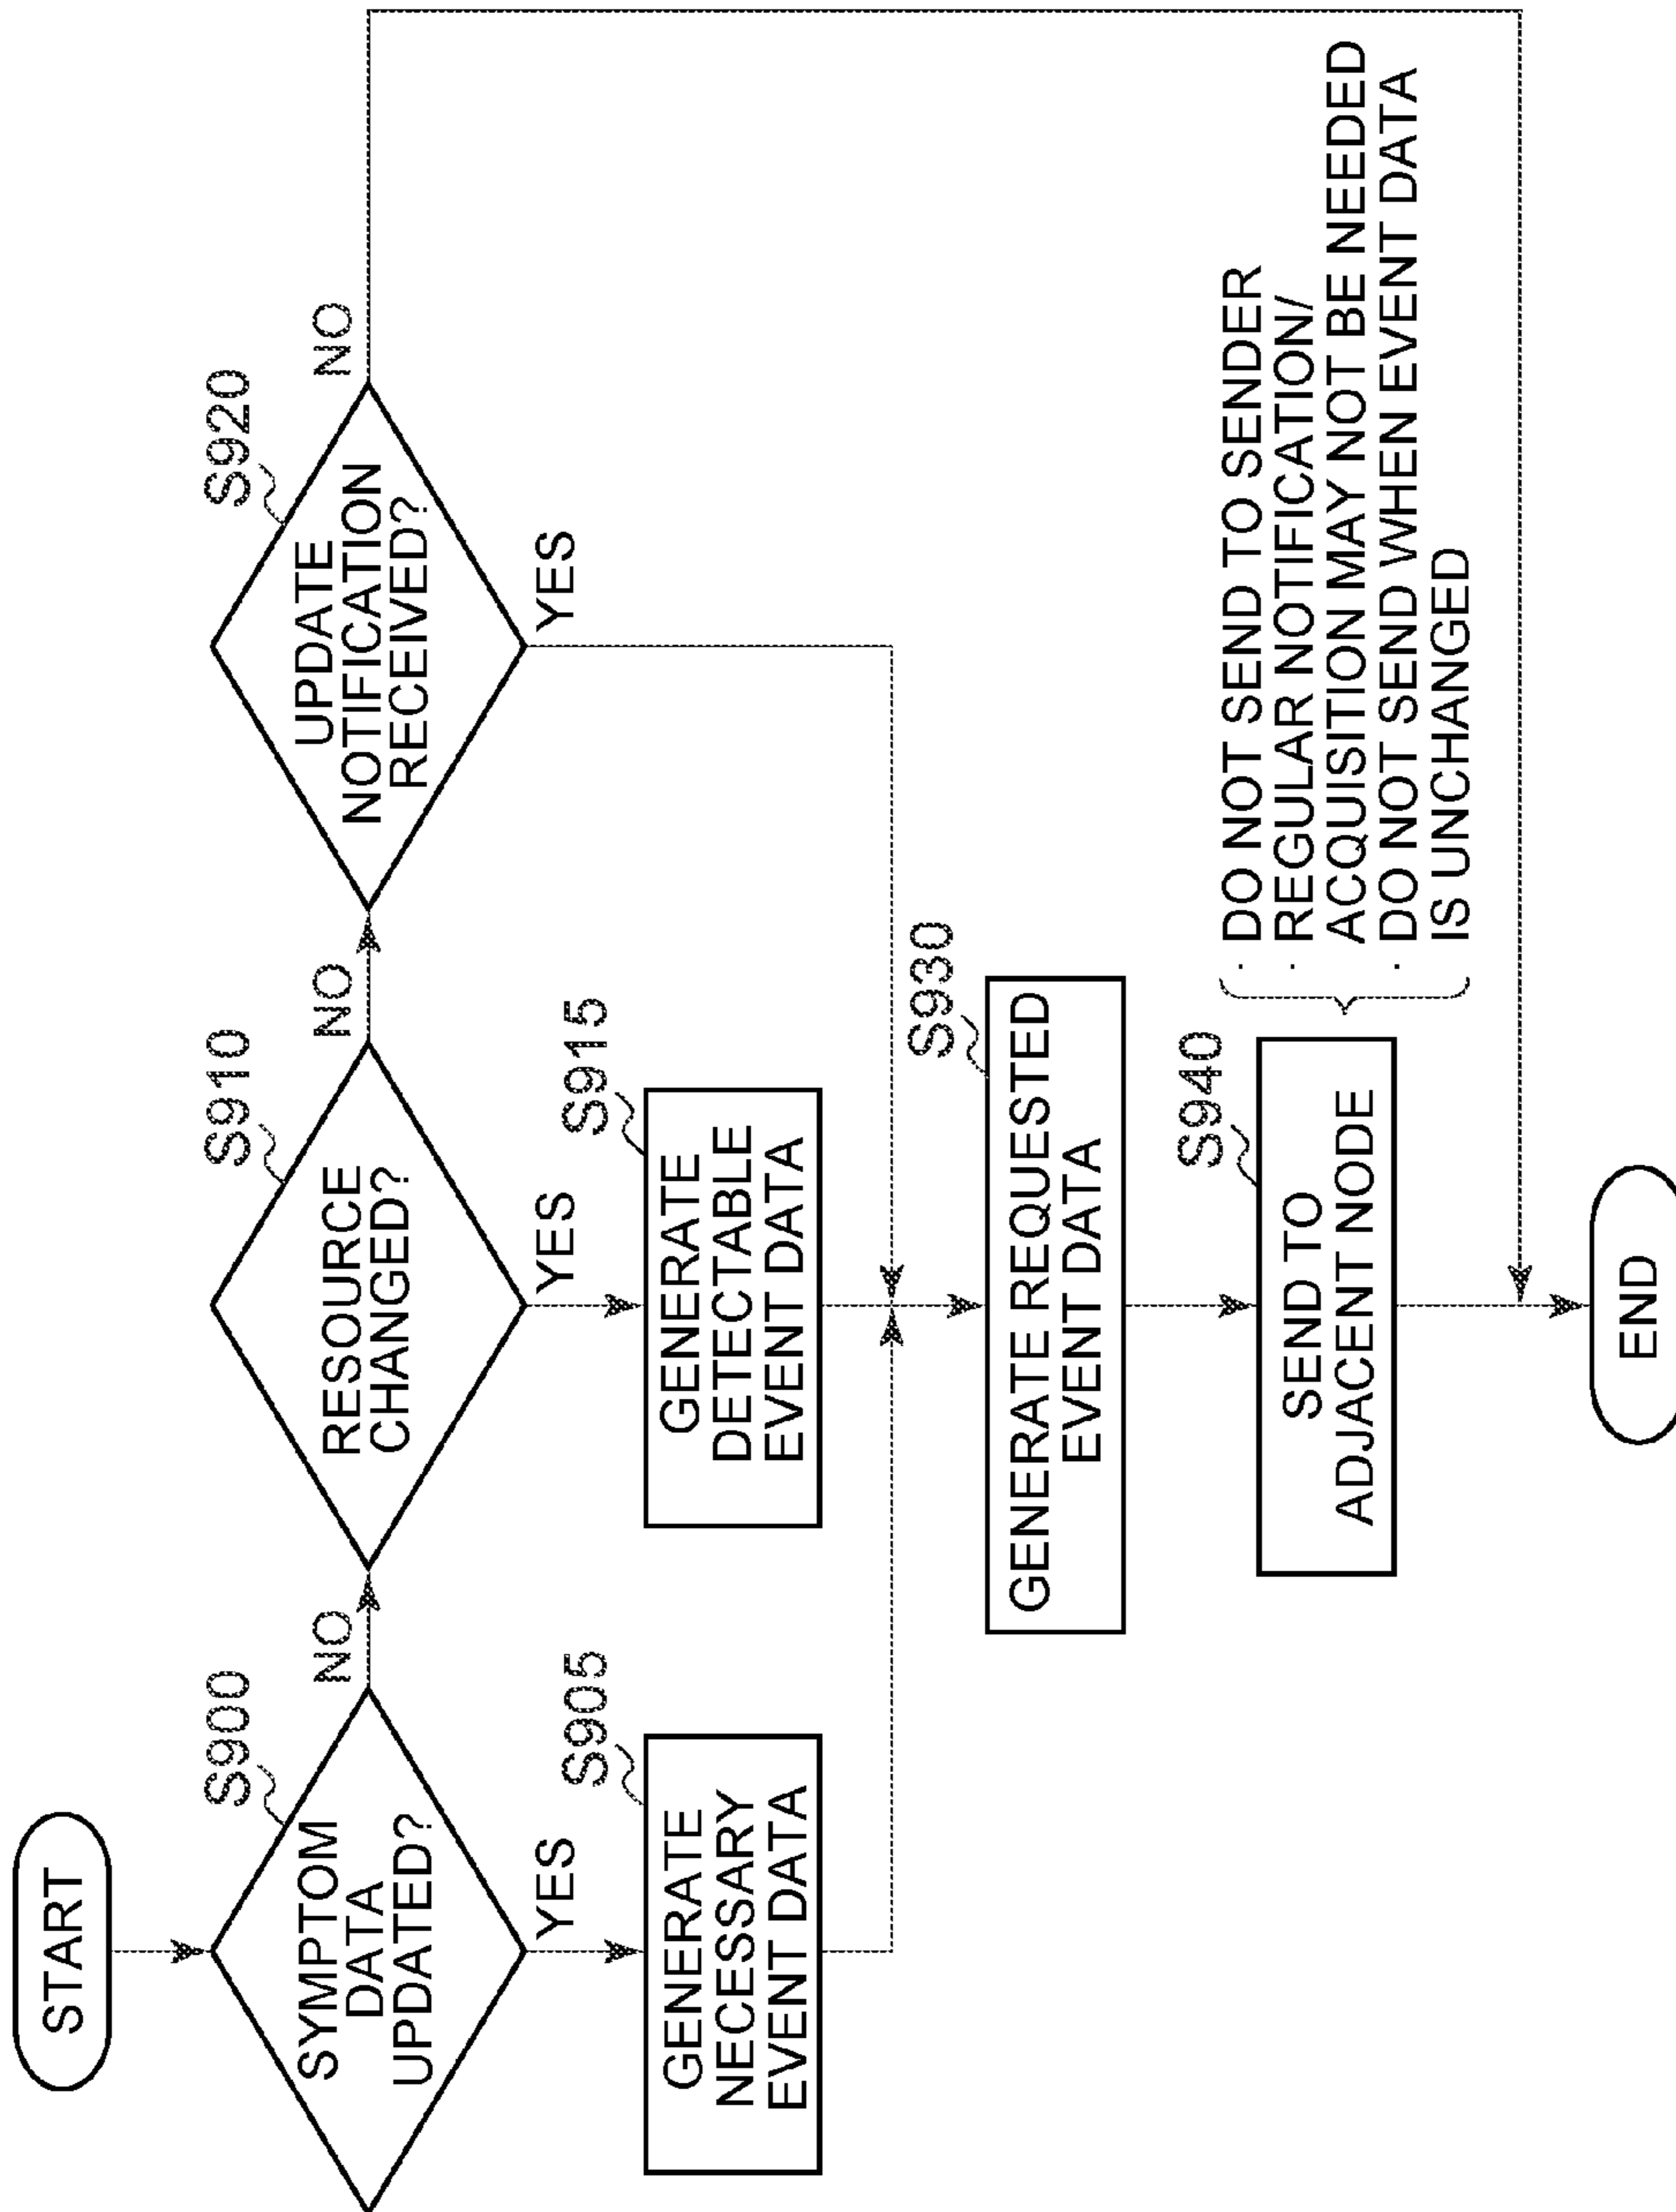 START
S900
SYMPTOM
DATA
UPDATED?
NO
YES
S905
GENERATE
NECESSARY
EVENT DATA
S910
RESOURCE
CHANGED?
NO
YES
S915
GENERATE
DETECTABLE
EVENT DATA
S920
UPDATE
NOTIFICATION
RECEIVED?
NO
YES
S930
GENERATE REQUESTED
EVENT DATA
S940
SEND TO
ADJACENT NODE
· DO NOT SEND TO SENDER
· REGULAR NOTIFICATION/
ACQUISITION MAY NOT BE NEEDED
· DO NOT SEND WHEN EVENT DATA
IS UNCHANGED
END